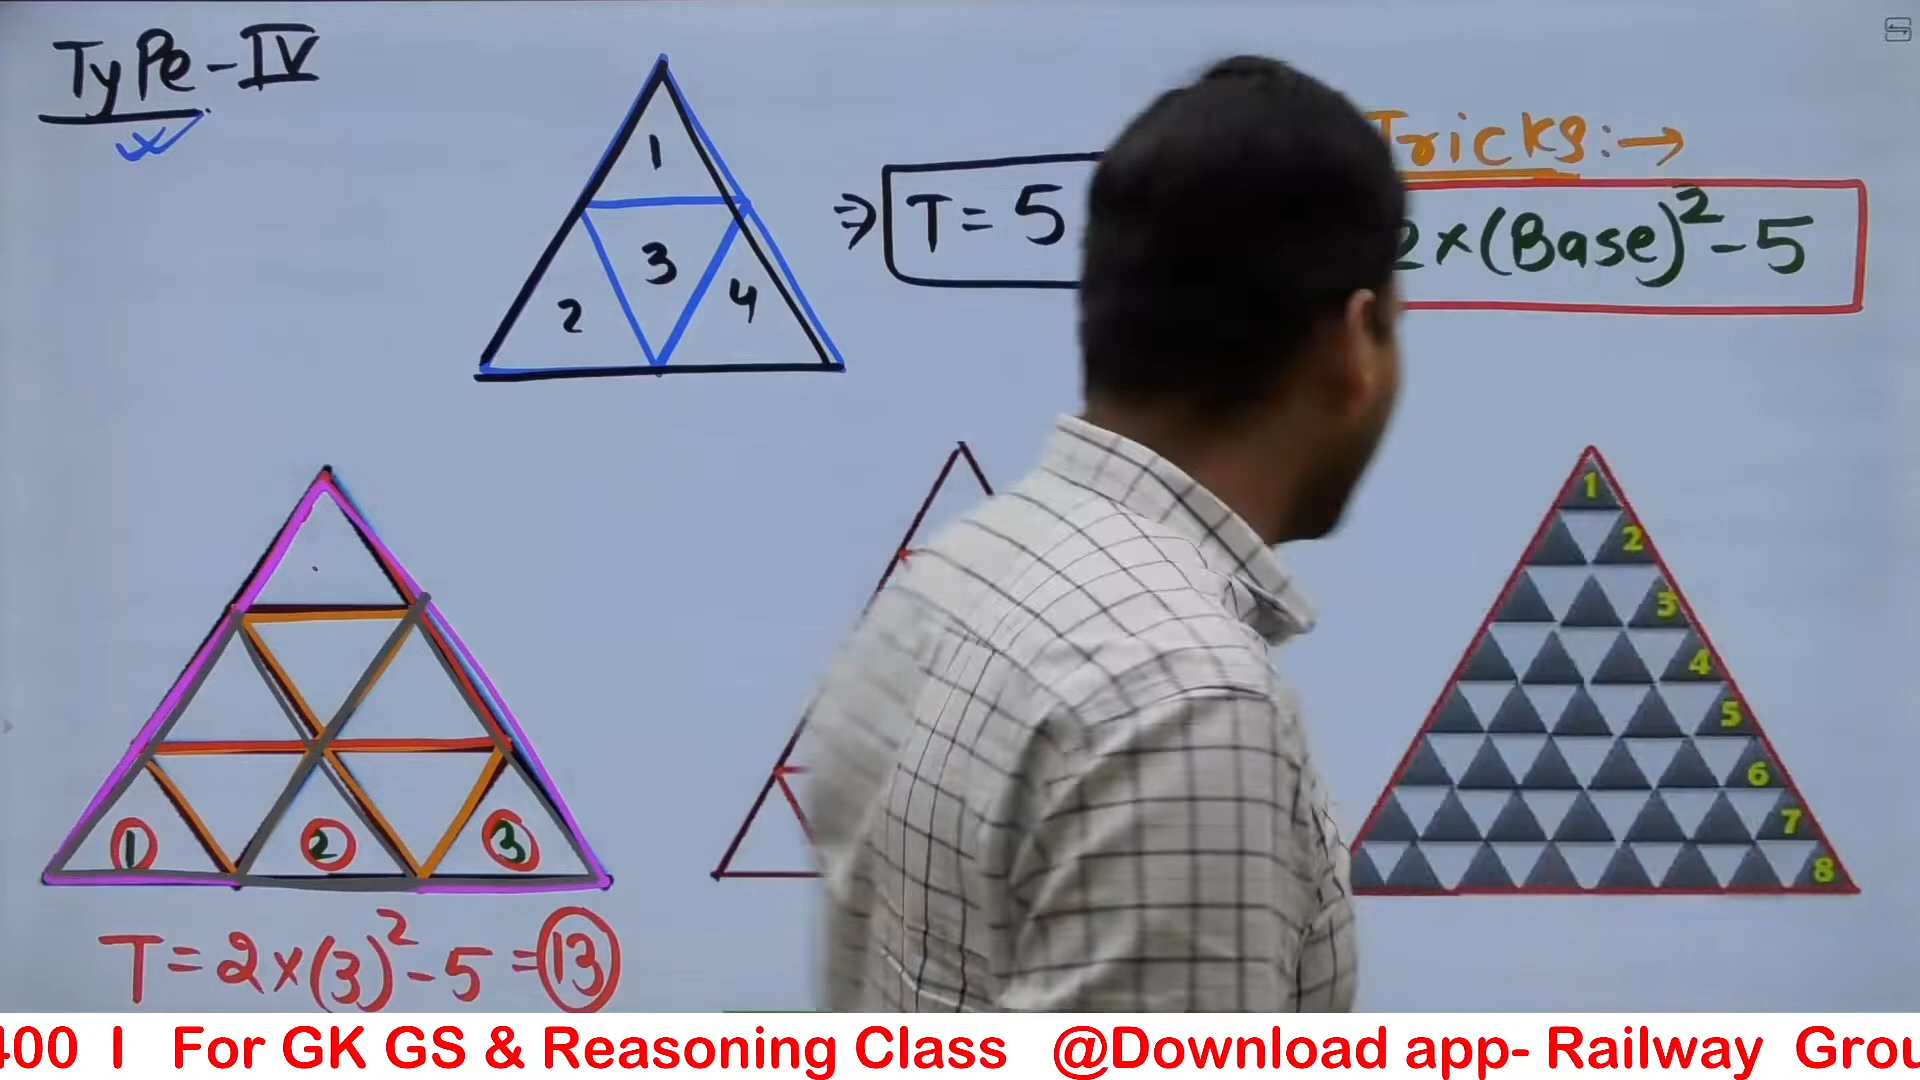 Type-IV
1
2 3 4
⇒ T = 5
Tricks:→
2×(Base)²-5
1 2 3
T = 2×(3)²-5 = 13
1
2
3
4
5
6
7
8
400 I For GK GS & Reasoning Class @Download app- Railway Grou